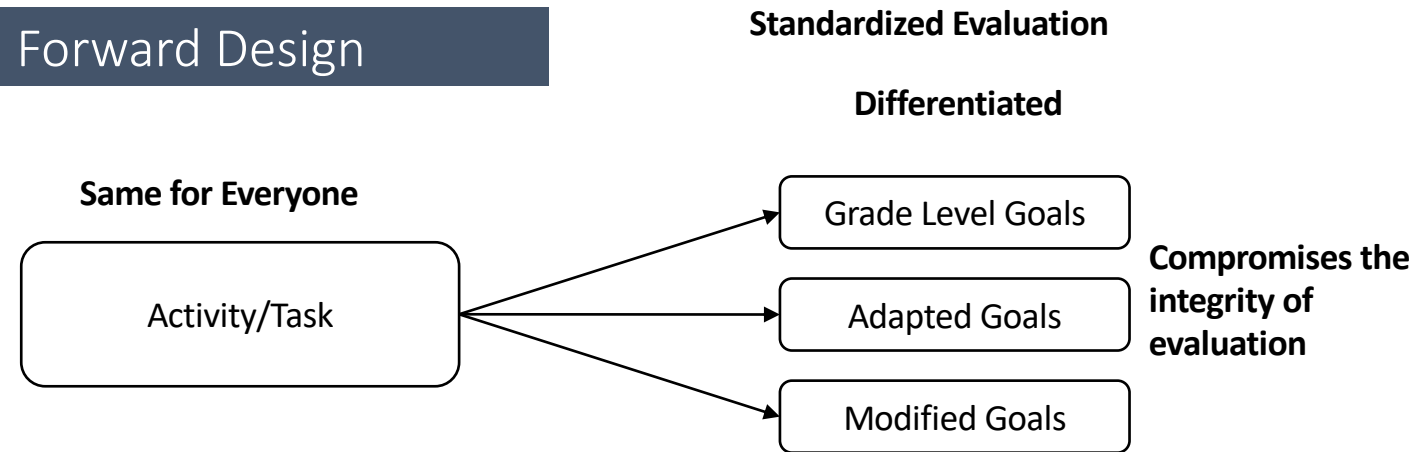 Forward Design
Standardized Evaluation
Differentiated
Same for Everyone
Activity/Task
Grade Level Goals
Adapted Goals
Modified Goals
Compromises the
integrity of
evaluation